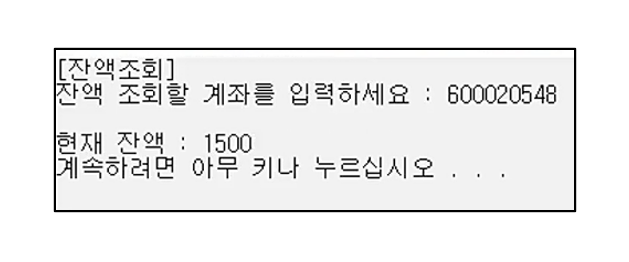 [잔액조회]
잔액 조회할 계좌를 입력하세요 : 600020548
현재 잔액 : 1500
계속하려면 아무 키나 누르십시오 . . .